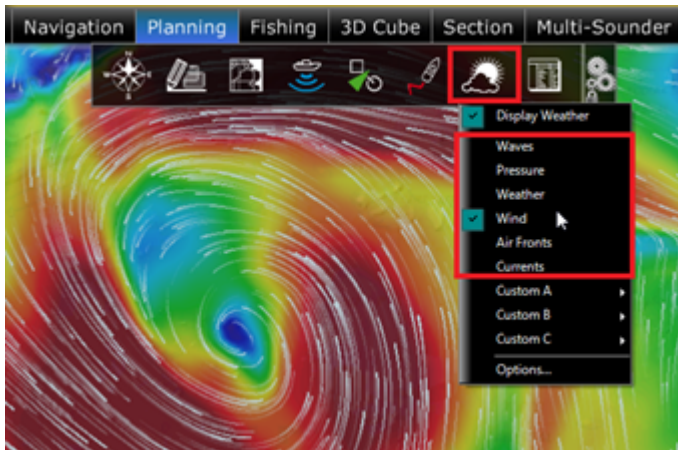 Navigation Planning Fishing 3D Cube Section Multi-Sounder
Display Weather
Waves
Pressure
Weather
Wind
Air Fronts
Currents
Custom A
Custom B
Custom C
Options...